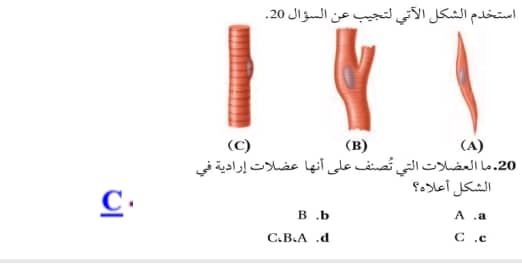 استخدم الشكل الآتي لتجيب عن السؤال 20.
(A) (B) (C)
20. ما العضلات التي تُصنف على أنها عضلات إرادية في
الشكل أعلاه؟
A .a B .b
C .c C،B،A .d
C